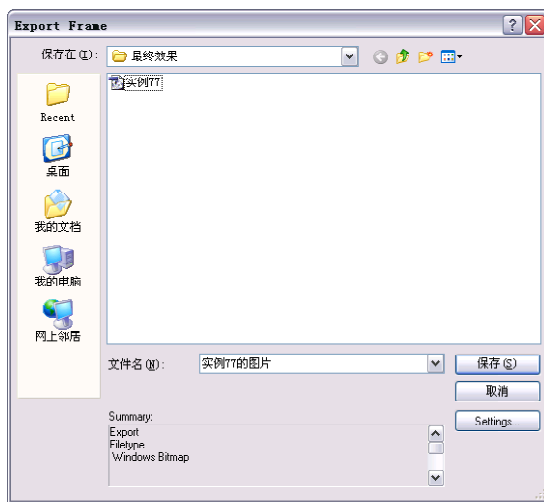 Export Frame
保存在(I):
最终效果
实例77
Recent
桌面
我的文档
我的电脑
网上邻居
文件名(N):
实例77的图片
保存(S)
取消
Settings
Summary:
Export
Filetype
Windows Bitmap